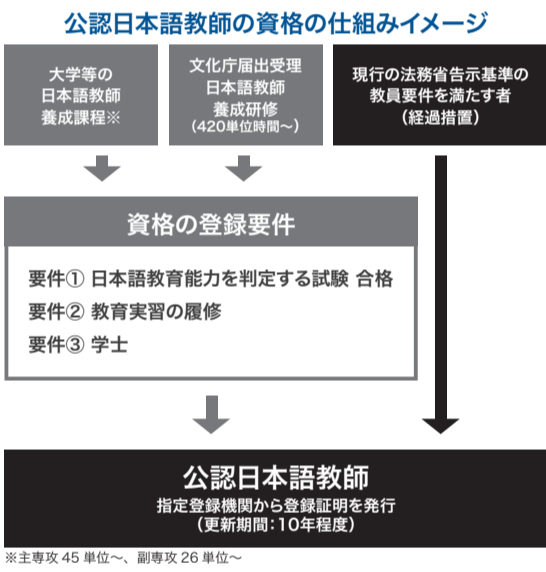 公認日本語教師の資格の仕組みイメージ
大学等の
日本語教師
養成課程※
文化庁届出受理
日本語教師
養成研修
（420単位時間～）
現行の法務省告示基準の
教員要件を満たす者
（経過措置）
資格の登録要件
要件① 日本語教育能力を判定する試験 合格
要件② 教育実習の履修
要件③ 学士
公認日本語教師
指定登録機関から登録証明を発行
（更新期間：10年程度）
※主専攻45単位～、副専攻26単位～